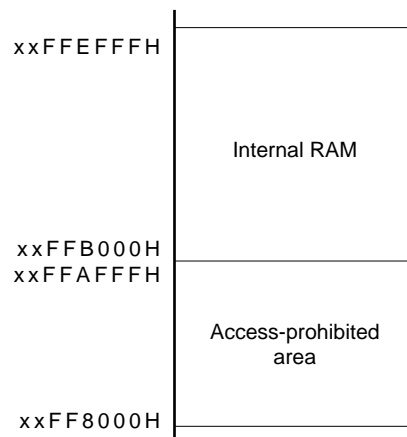 xxFFEFFFH
Internal RAM
xxFFB000H
xxFFAFFFH
Access-prohibited
area
xxFF8000H